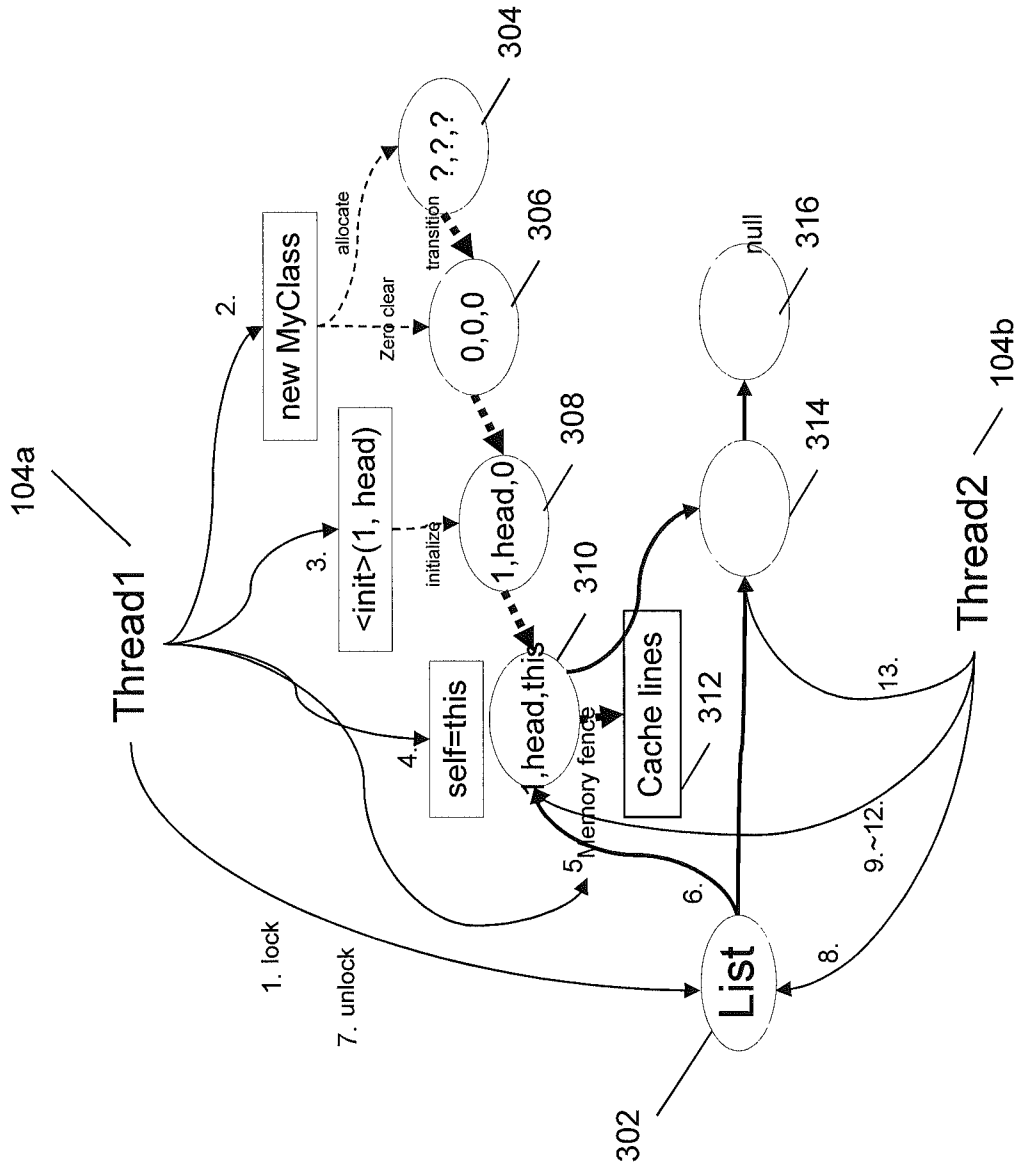 104a
Thread1
1. lock
7. unlock
2.
new MyClass
3.
<init>(1, head)
4.
self=this
allocate
Zero clear
initialize
transition
?,?,?
304
0,0,0
306
1,head,0
308
1,head,this
310
5.
Memory fence
Cache lines
312
6.
List
302
314
null
316
8.
9.~12.
13.
Thread2
104b